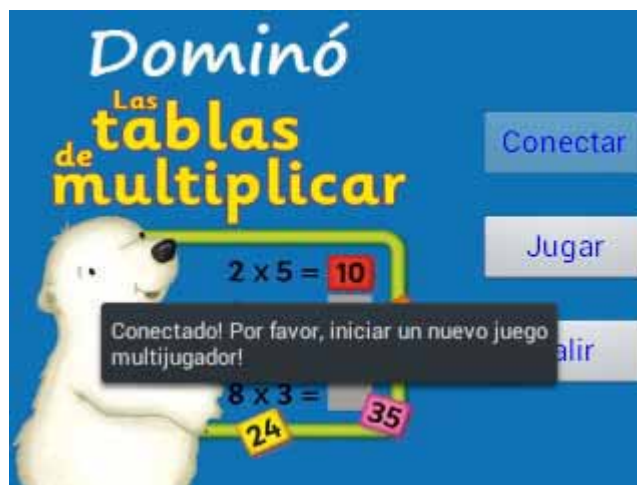 Dominó
Las
tablas
de
multiplicar
Conectar
2 x 5 = 10
Jugar
Conectado! Por favor, iniciar un nuevo juego
multijugador!
alir
8 x 3 =
24
35